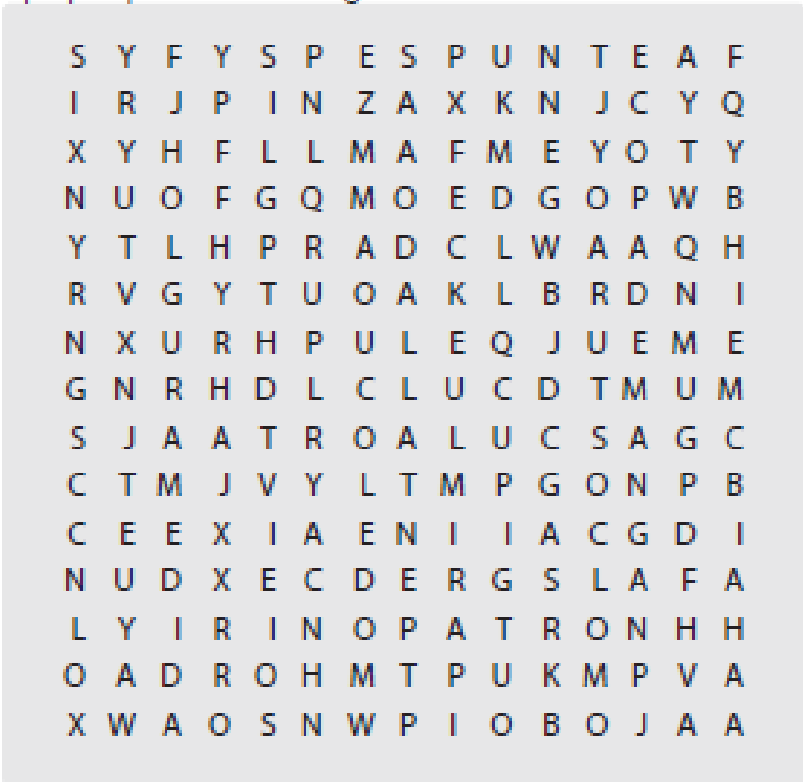 S Y F Y S P E S P U N T E A F
I R J P I N Z A X K N J C Y Q
X Y H F L L M A F M E Y O T Y
N U O F G Q M O E D G O P W B
Y T L H P R A D C L W A A Q H
R V G Y T U O A K L B R D N I
N X U R H P U L E Q J U E M E
G N R H D L C L U C D T M U M
S J A A T R O A L U C S A G C
C T M J V Y L T M P G O N P B
C E E X I A E N I I A C G D I
N U D X E C D E R G S L A F A
L Y I R I N O P A T R O N H H
O A D R O H M T P U K M P V A
X W A O S N W P I O B O J A A